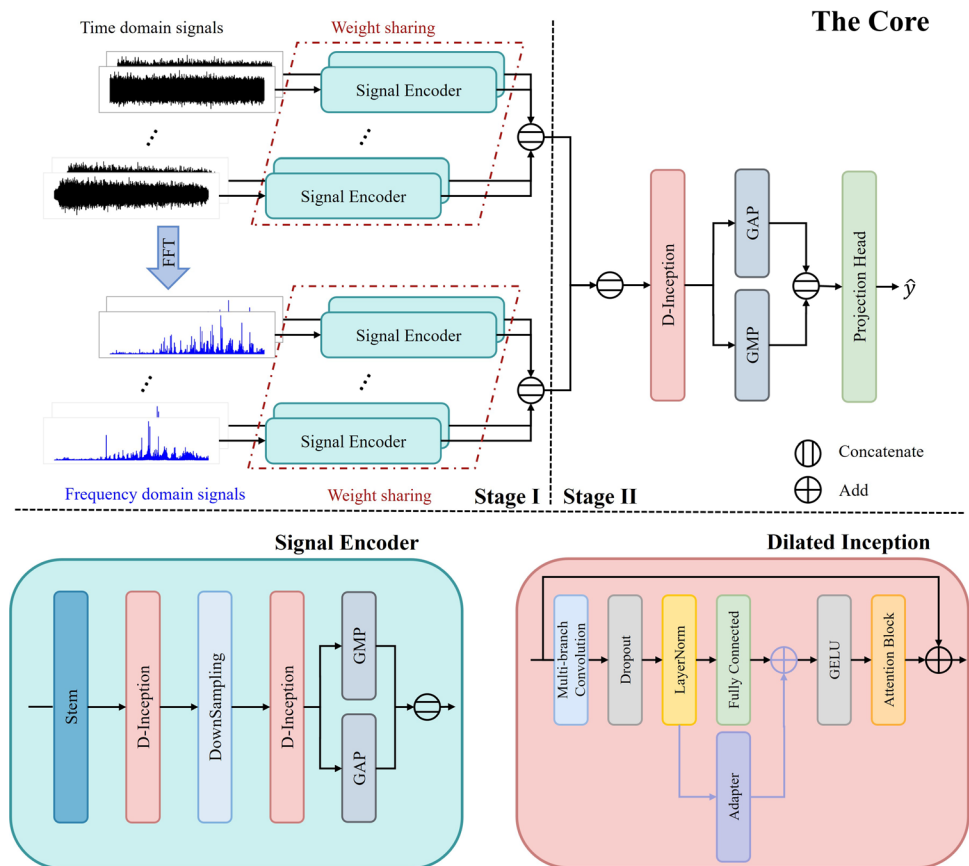 The Core
Time domain signals
Weight sharing
Signal Encoder
Signal Encoder
FFT
Signal Encoder
Signal Encoder
Frequency domain signals
Weight sharing
Stage I
Stage II
D-Inception
GAP
GMP
Projection Head
ŷ
Concatenate
Add
Signal Encoder
Stem
D-Inception
DownSampling
D-Inception
GMP
GAP
Dilated Inception
Multi-branch
Convolution
Dropout
LayerNorm
Fully Connected
Adapter
GELU
Attention Block